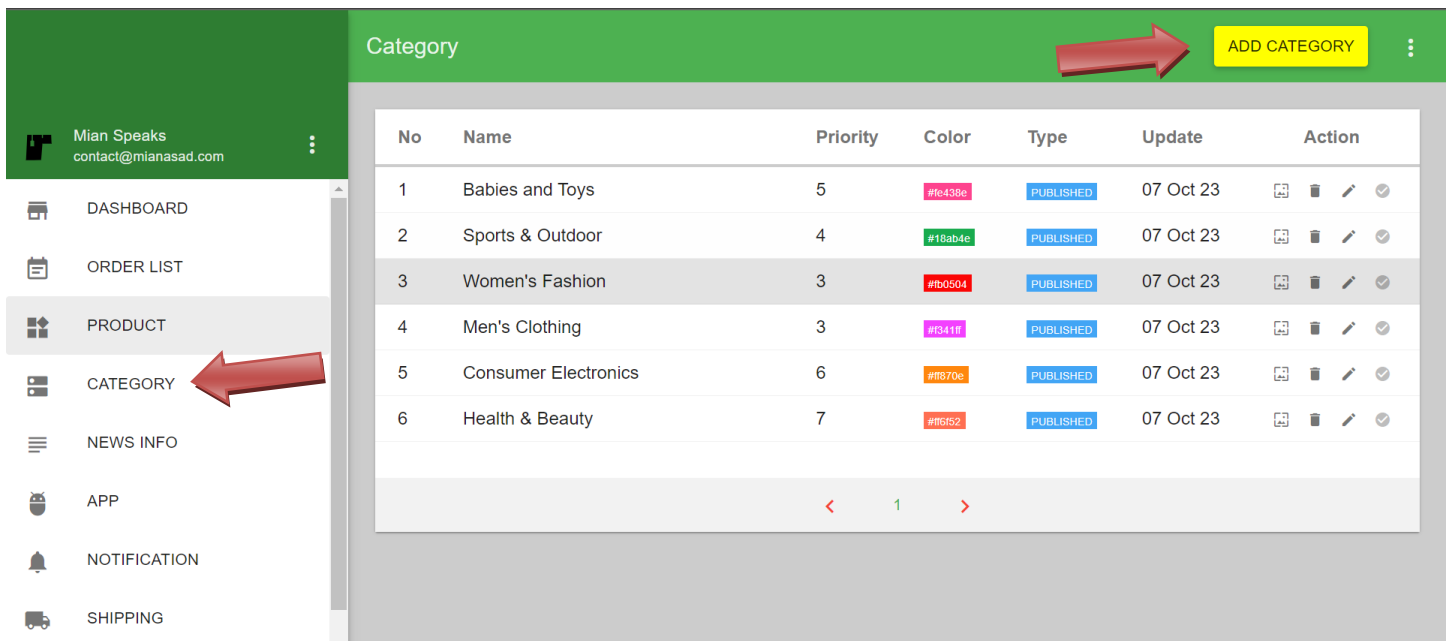 Category
ADD CATEGORY
Mian Speaks
contact@mianasad.com
DASHBOARD
ORDER LIST
PRODUCT
CATEGORY
NEWS INFO
APP
NOTIFICATION
SHIPPING
No Name Priority Color Type Update Action
1 Babies and Toys 5 #fe438e PUBLISHED 07 Oct 23
2 Sports & Outdoor 4 #18ab4e PUBLISHED 07 Oct 23
3 Women's Fashion 3 #fb0504 PUBLISHED 07 Oct 23
4 Men's Clothing 3 #f341ff PUBLISHED 07 Oct 23
5 Consumer Electronics 6 #ff870e PUBLISHED 07 Oct 23
6 Health & Beauty 7 #ff6f52 PUBLISHED 07 Oct 23
1